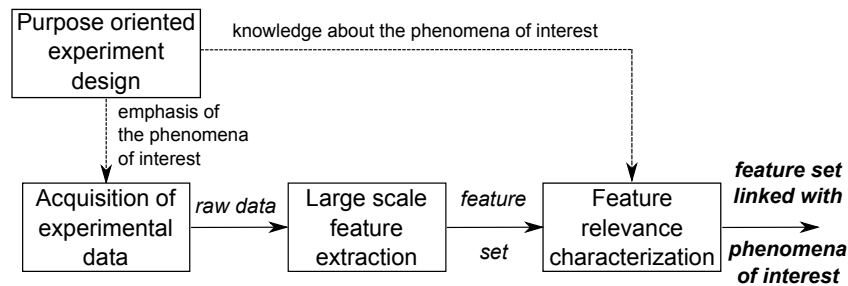 Purpose oriented
experiment
design
knowledge about the phenomena of interest
emphasis of
the phenomena
of interest
Acquisition of
experimental
data
raw data
Large scale
feature
extraction
feature
set
Feature
relevance
characterization
feature set
linked with
phenomena
of interest